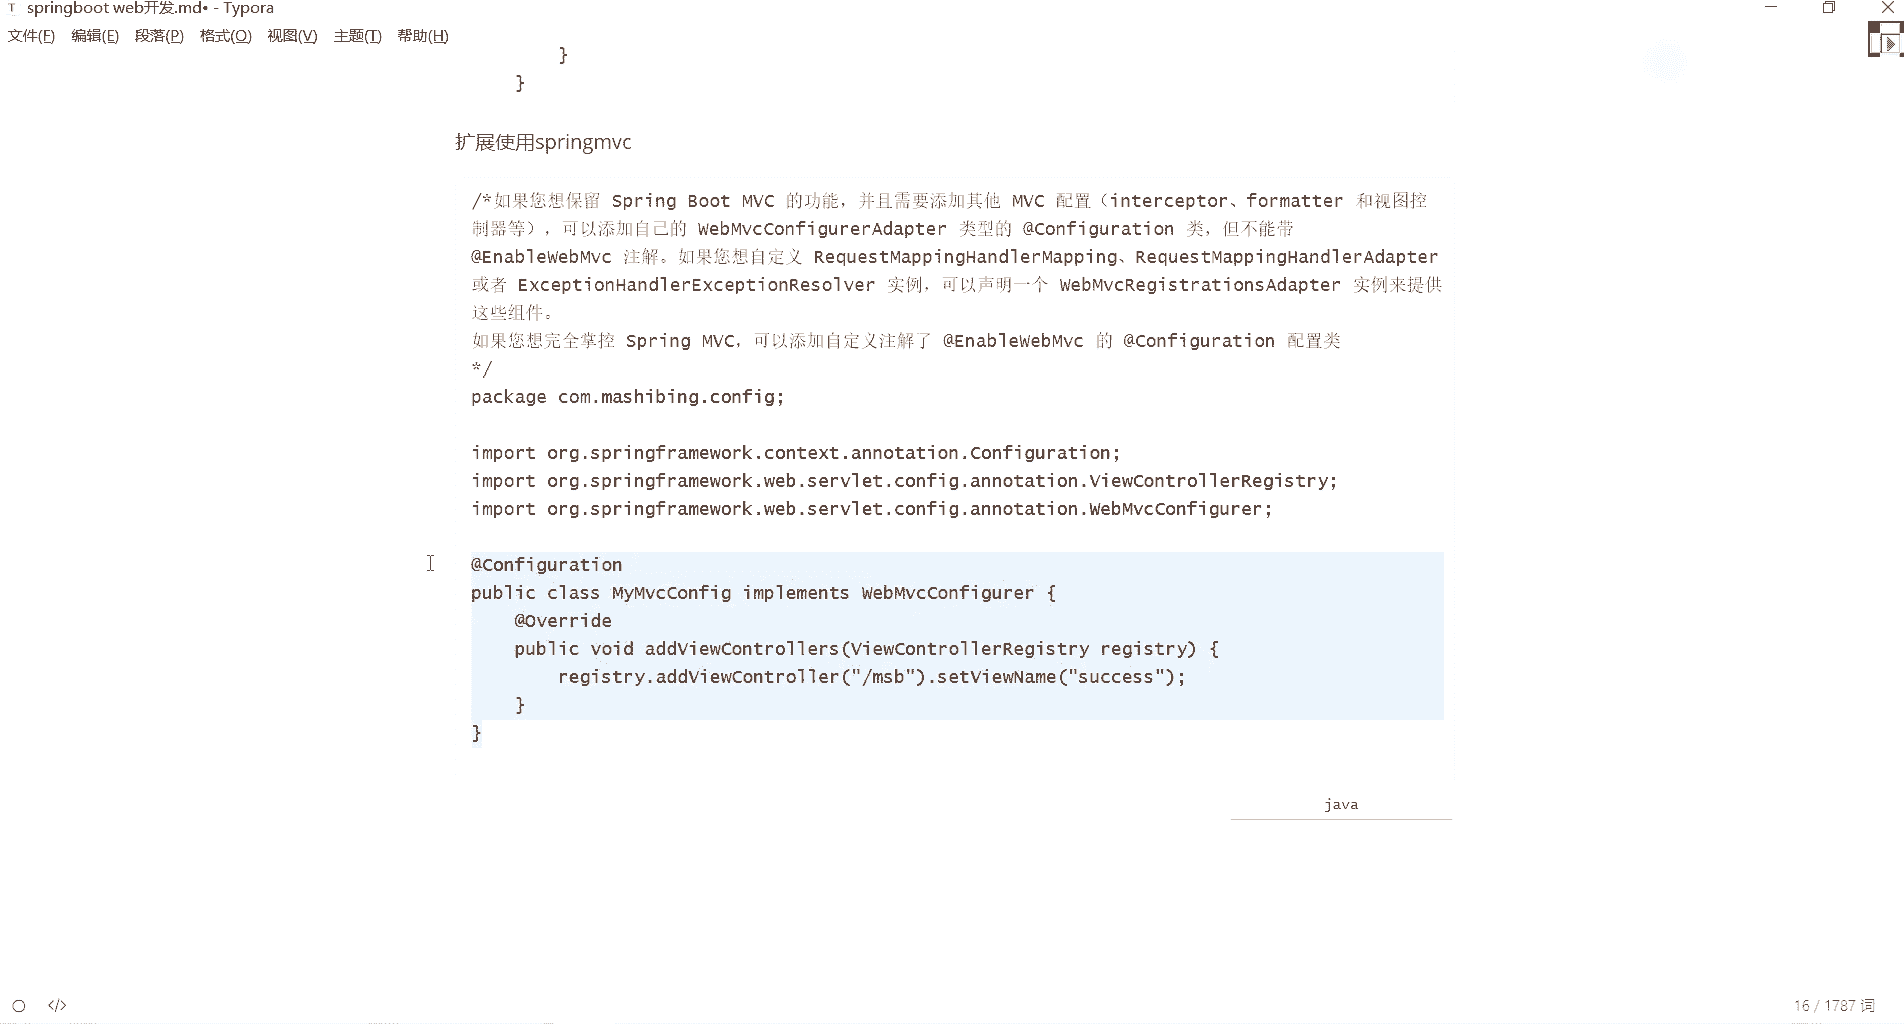 springboot web开发.md• - Typora
文件(F) 编辑(E) 段落(P) 格式(O) 视图(V) 主题(T) 帮助(H)
}
}
扩展使用springmvc
/*如果您想保留 Spring Boot MVC 的功能，并且需要添加其他 MVC 配置（interceptor、formatter 和视图控
制器等），可以添加自己的 WebMvcConfigurerAdapter 类型的 @Configuration 类，但不能带
@EnableWebMvc 注解。如果您想自定义 RequestMappingHandlerMapping、RequestMappingHandlerAdapter
或者 ExceptionHandlerExceptionResolver 实例，可以声明一个 WebMvcRegistrationsAdapter 实例来提供
这些组件。
如果您想完全掌控 Spring MVC，可以添加自定义注解了 @EnableWebMvc 的 @Configuration 配置类
*/
package com.mashibing.config;
import org.springframework.context.annotation.Configuration;
import org.springframework.web.servlet.config.annotation.ViewControllerRegistry;
import org.springframework.web.servlet.config.annotation.WebMvcConfigurer;
@Configuration
public class MyMvcConfig implements WebMvcConfigurer {
@Override
public void addViewControllers(ViewControllerRegistry registry) {
registry.addViewController("/msb").setViewName("success");
}
}
java
16 / 1787 词